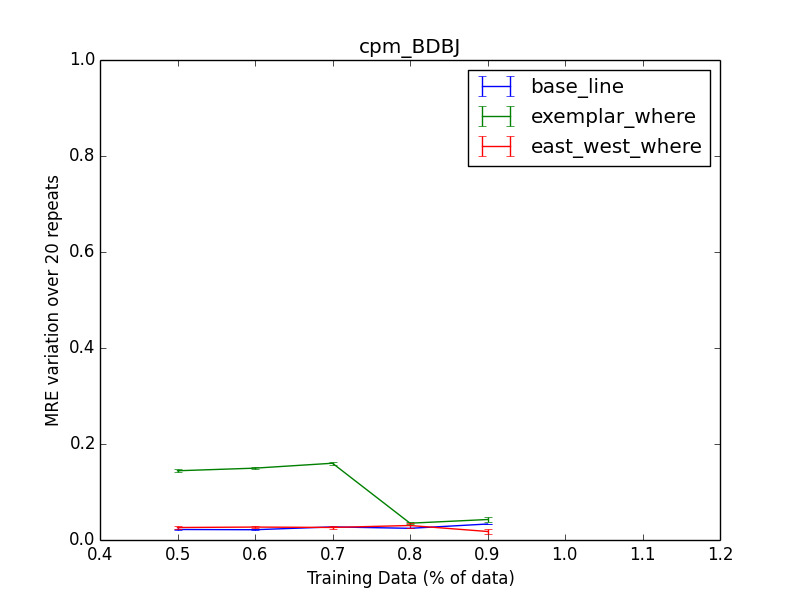 cpm_BDBJ
base_line
exemplar_where
east_west_where
MRE variation over 20 repeats
1.0
0.8
0.6
0.4
0.2
0.0
0.4 0.5 0.6 0.7 0.8 0.9 1.0 1.1 1.2
Training Data (% of data)